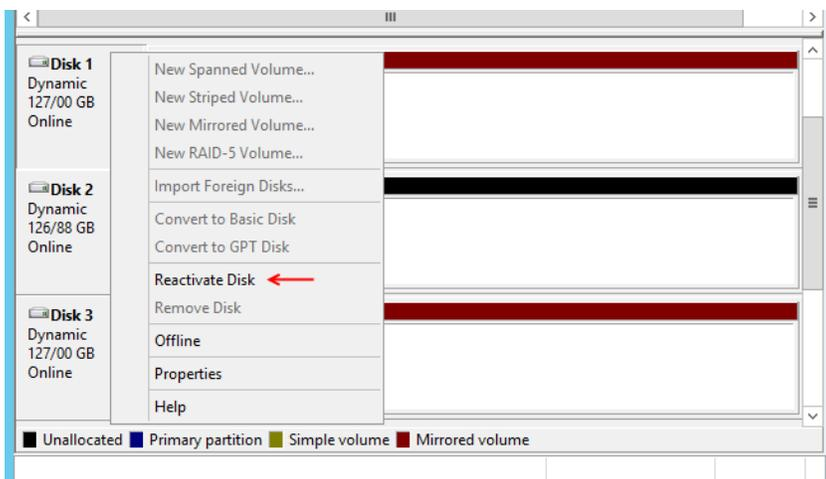 Disk 1
Dynamic
127/00 GB
Online
New Spanned Volume...
New Striped Volume...
New Mirrored Volume...
New RAID-5 Volume...
Import Foreign Disks...
Convert to Basic Disk
Convert to GPT Disk
Reactivate Disk
Remove Disk
Offline
Properties
Help
Disk 2
Dynamic
126/88 GB
Online
Disk 3
Dynamic
127/00 GB
Online
Unallocated Primary partition Simple volume Mirrored volume